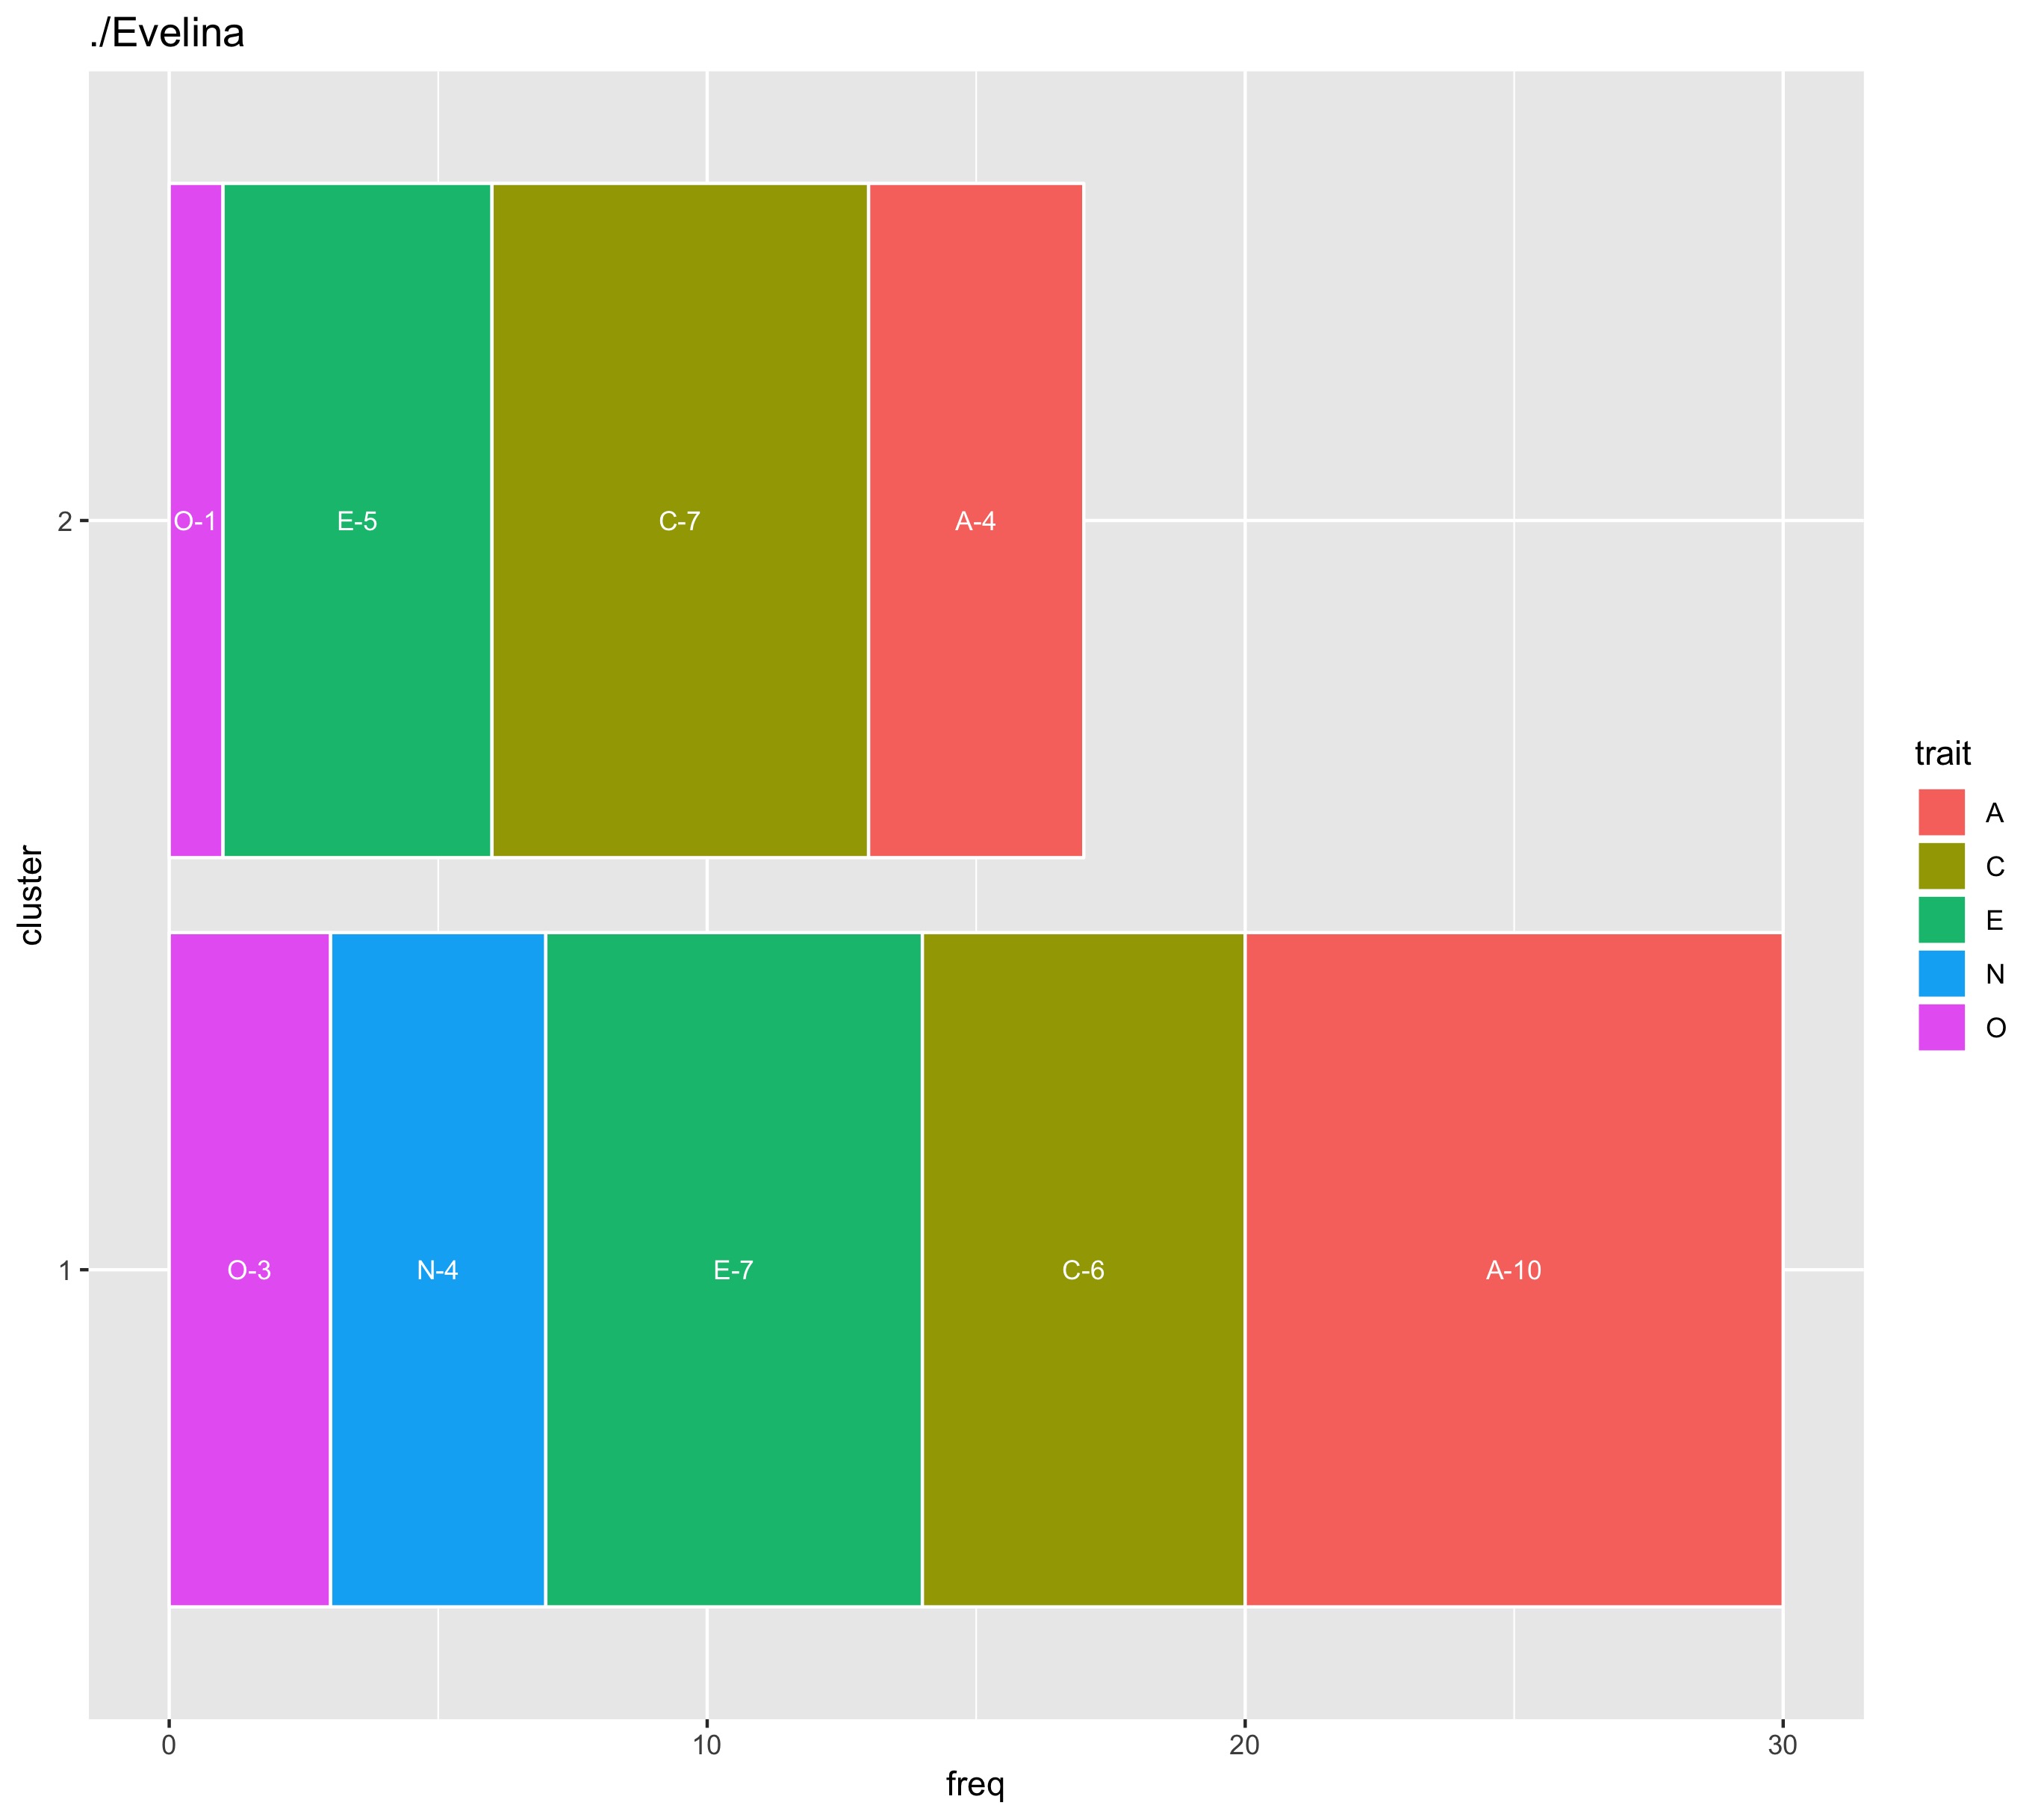 ./Evelina
cluster
2
O-1 E-5 C-7 A-4
1
O-3 N-4 E-7 C-6 A-10
0 10 20 30
freq
trait
A
C
E
N
O